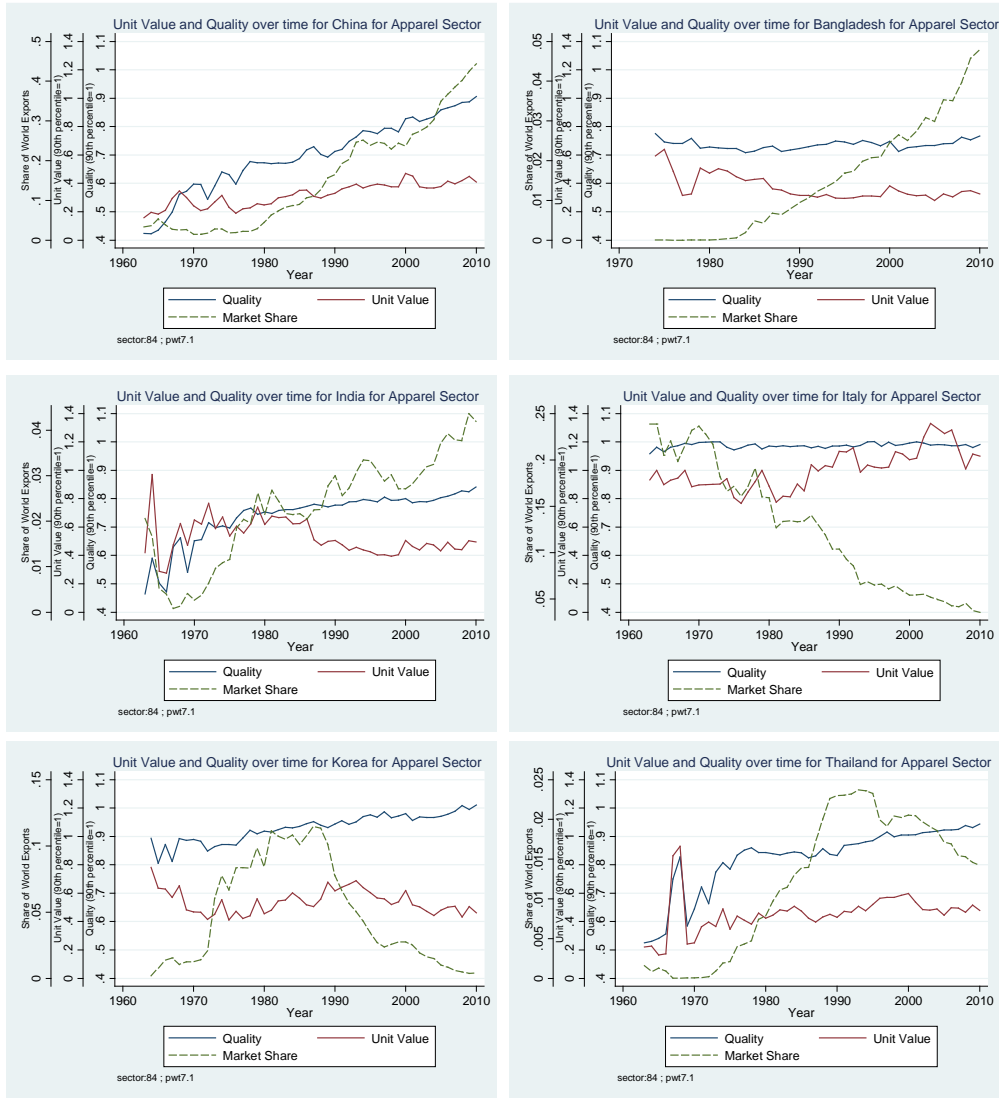 Unit Value and Quality over time for China for Apparel Sector
Share of World Exports
0 .1 .2 .3 .4 .5
Unit Value (90th percentile=1)
0 .2 .4 .6 .8 1 1.2 1.4
Quality (90th percentile=1)
.4 .5 .6 .7 .8 .9 1 1.1
1960 1970 1980 1990 2000 2010
Year
Quality Unit Value
Market Share
sector:84 ; pwt7.1
Unit Value and Quality over time for Bangladesh for Apparel Sector
Share of World Exports
0 .01 .02 .03 .04 .05
Unit Value (90th percentile=1)
0 .2 .4 .6 .8 1 1.2 1.4
Quality (90th percentile=1)
.4 .5 .6 .7 .8 .9 1 1.1
1970 1980 1990 2000 2010
Year
Quality Unit Value
Market Share
sector:84 ; pwt7.1
Unit Value and Quality over time for India for Apparel Sector
Share of World Exports
0 .01 .02 .03 .04
Unit Value (90th percentile=1)
0 .2 .4 .6 .8 1 1.2 1.4
Quality (90th percentile=1)
.4 .5 .6 .7 .8 .9 1 1.1
1960 1970 1980 1990 2000 2010
Year
Quality Unit Value
Market Share
sector:84 ; pwt7.1
Unit Value and Quality over time for Italy for Apparel Sector
Share of World Exports
.05 .1 .15 .2 .25
Unit Value (90th percentile=1)
0 .2 .4 .6 .8 1 1.2 1.4
Quality (90th percentile=1)
.4 .5 .6 .7 .8 .9 1 1.1
1960 1970 1980 1990 2000 2010
Year
Quality Unit Value
Market Share
sector:84 ; pwt7.1
Unit Value and Quality over time for Korea for Apparel Sector
Share of World Exports
0 .05 .1 .15
Unit Value (90th percentile=1)
0 .2 .4 .6 .8 1 1.2 1.4
Quality (90th percentile=1)
.4 .5 .6 .7 .8 .9 1 1.1
1960 1970 1980 1990 2000 2010
Year
Quality Unit Value
Market Share
sector:84 ; pwt7.1
Unit Value and Quality over time for Thailand for Apparel Sector
Share of World Exports
0 .005 .01 .015 .02 .025
Unit Value (90th percentile=1)
0 .2 .4 .6 .8 1 1.2 1.4
Quality (90th percentile=1)
.4 .5 .6 .7 .8 .9 1 1.1
1960 1970 1980 1990 2000 2010
Year
Quality Unit Value
Market Share
sector:84 ; pwt7.1